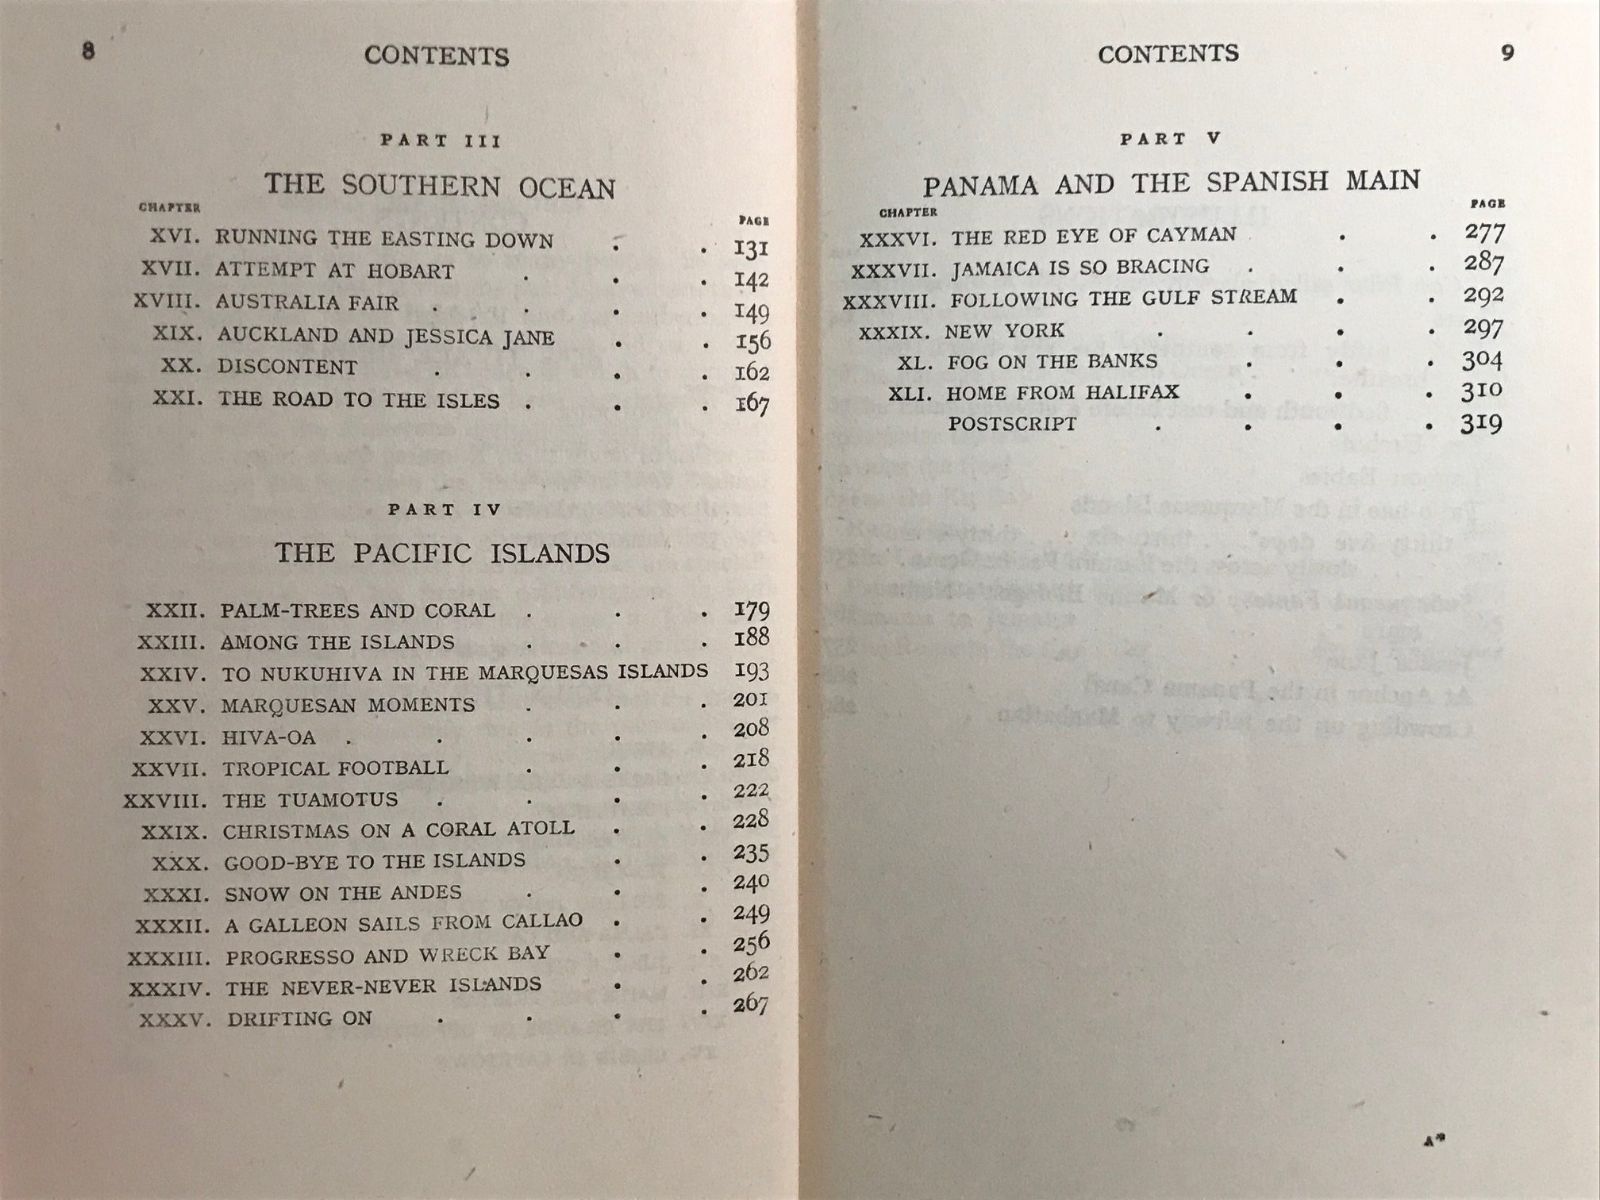 8
CONTENTS
PART III
THE SOUTHERN OCEAN
CHAPTER PAGE
XVI. RUNNING THE EASTING DOWN . . 131
XVII. ATTEMPT AT HOBART . . . 142
XVIII. AUSTRALIA FAIR . . . . 149
XIX. AUCKLAND AND JESSICA JANE . . 156
XX. DISCONTENT . . . . 162
XXI. THE ROAD TO THE ISLES . . . 167
PART IV
THE PACIFIC ISLANDS
XXII. PALM-TREES AND CORAL . . . 179
XXIII. AMONG THE ISLANDS . . . 188
XXIV. TO NUKUHIVA IN THE MARQUESAS ISLANDS 193
XXV. MARQUESAN MOMENTS . . . 201
XXVI. HIVA-OA . . . . . 208
XXVII. TROPICAL FOOTBALL . . . 218
XXVIII. THE TUAMOTUS . . . . 222
XXIX. CHRISTMAS ON A CORAL ATOLL . . 228
XXX. GOOD-BYE TO THE ISLANDS . . 235
XXXI. SNOW ON THE ANDES . . . 240
XXXII. A GALLEON SAILS FROM CALLAO . . 249
XXXIII. PROGRESSO AND WRECK BAY . . 256
XXXIV. THE NEVER-NEVER ISLANDS . . 262
XXXV. DRIFTING ON . . . . 267
CONTENTS
9
PART V
PANAMA AND THE SPANISH MAIN
CHAPTER PAGE
XXXVI. THE RED EYE OF CAYMAN . . 277
XXXVII. JAMAICA IS SO BRACING . . . 287
XXXVIII. FOLLOWING THE GULF STREAM . . 292
XXXIX. NEW YORK . . . . 297
XL. FOG ON THE BANKS . . . 304
XLI. HOME FROM HALIFAX . . . 310
POSTSCRIPT . . . . 319
A*